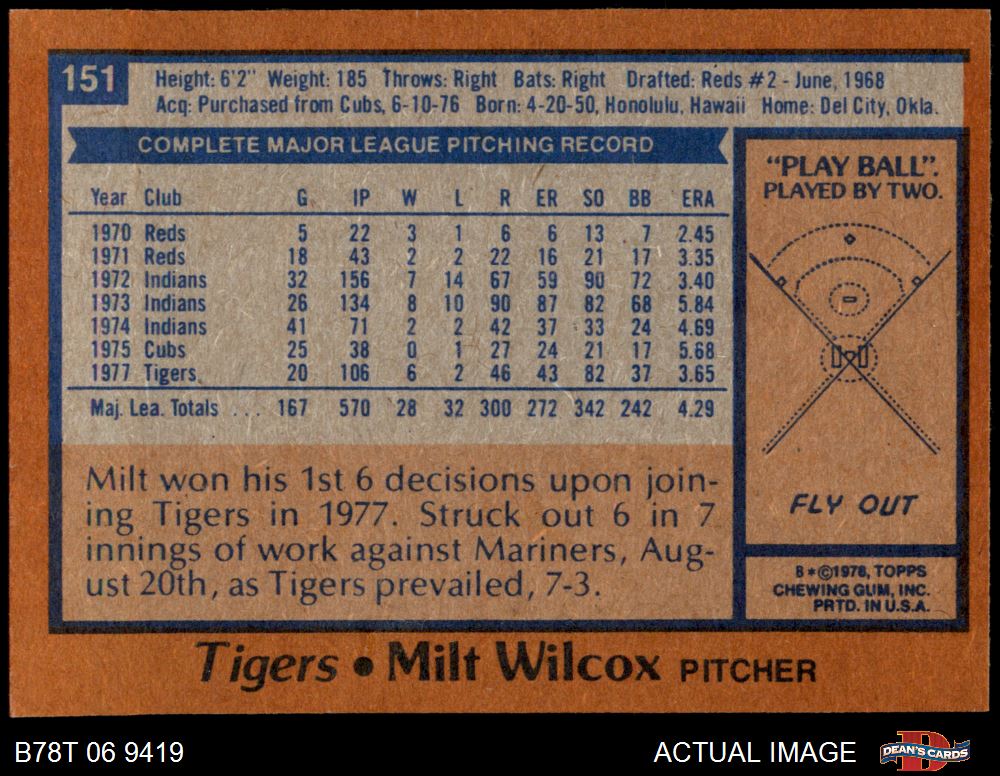 151
Height: 6'2" Weight: 185 Throws: Right Bats: Right Drafted: Reds #2 - June, 1968
Acq: Purchased from Cubs, 6-10-76 Born: 4-20-50, Honolulu, Hawaii Home: Del City, Okla.
COMPLETE MAJOR LEAGUE PITCHING RECORD
Year Club G IP W L R ER SO BB ERA
1970 Reds 5 22 3 1 6 6 13 7 2.45
1971 Reds 18 43 2 2 22 16 21 17 3.35
1972 Indians 32 156 7 14 67 59 90 72 3.40
1973 Indians 26 134 8 10 90 87 82 68 5.84
1974 Indians 41 71 2 2 42 37 33 24 4.69
1975 Cubs 25 38 0 1 27 24 21 17 5.68
1977 Tigers 20 106 6 2 46 43 82 37 3.65
Maj. Lea. Totals ... 167 570 28 32 300 272 342 242 4.29
Milt won his 1st 6 decisions upon join-
ing Tigers in 1977. Struck out 6 in 7
innings of work against Mariners, Aug-
ust 20th, as Tigers prevailed, 7-3.
"PLAY BALL".
PLAYED BY TWO.
FLY OUT
8*©1978, TOPPS
CHEWING GUM, INC.
PRTD. IN U.S.A.
Tigers • Milt Wilcox PITCHER
B78T 06 9419
ACTUAL IMAGE
DEAN'S CARDS